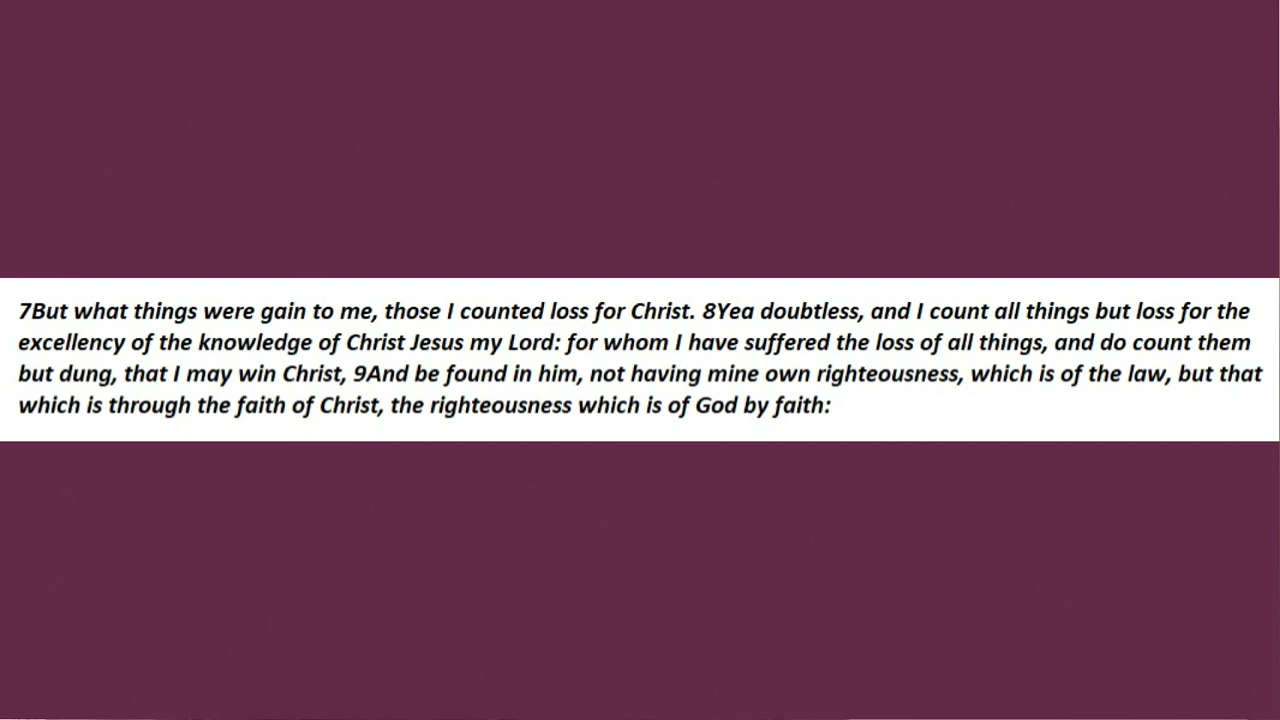 7But what things were gain to me, those I counted loss for Christ. 8Yea doubtless, and I count all things but loss for the
excellency of the knowledge of Christ Jesus my Lord: for whom I have suffered the loss of all things, and do count them
but dung, that I may win Christ, 9And be found in him, not having mine own righteousness, which is of the law, but that
which is through the faith of Christ, the righteousness which is of God by faith: